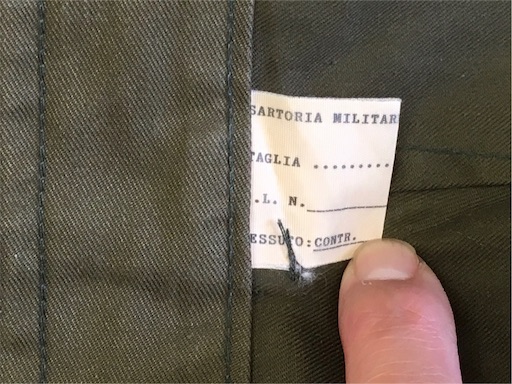 SARTORIA MILITAR
TAGLIA .........
.L. N.
ESSUTO: CONTR.